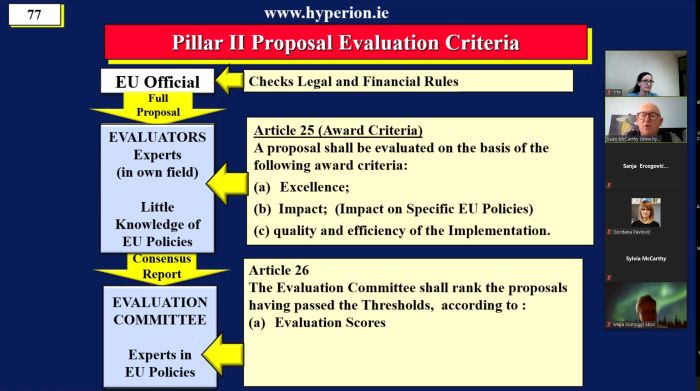 77
www.hyperion.ie
Pillar II Proposal Evaluation Criteria
EU Official
Checks Legal and Financial Rules
Full
Proposal
EVALUATORS
Experts
(in own field)
Little
Knowledge of
EU Policies
Article 25 (Award Criteria)
A proposal shall be evaluated on the basis of the
following award criteria:
(a) Excellence;
(b) Impact; (Impact on Specific EU Policies)
(c) quality and efficiency of the Implementation.
Consensus
Report
EVALUATION
COMMITTEE
Experts in
EU Policies
Article 26
The Evaluation Committee shall rank the proposals
having passed the Thresholds, according to :
(a) Evaluation Scores
TTF
Sean McCarthy (www.hy...
Sanja Ercegović...
Gordana Pavlović
Sylvia McCarthy
Maja Somogyi Škoc